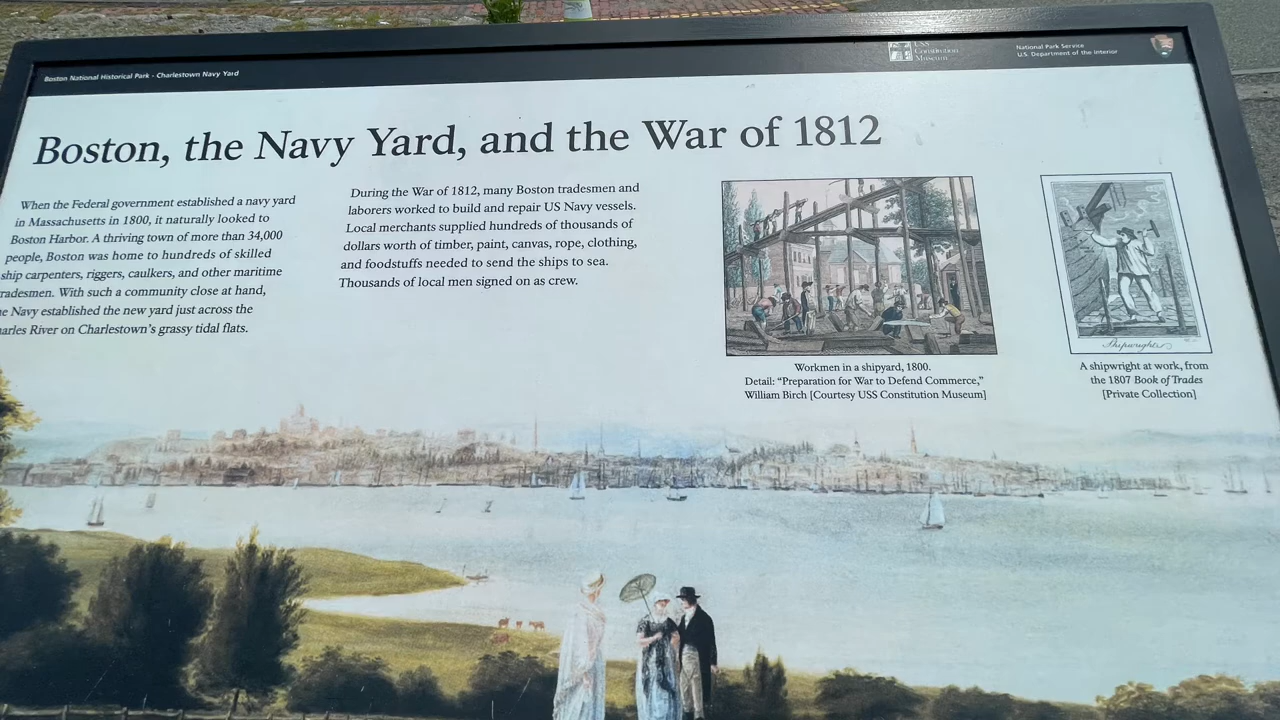 Boston National Historical Park · Charlestown Navy Yard
USS
Constitution
Museum
National Park Service
U.S. Department of the Interior
Boston, the Navy Yard, and the War of 1812
When the Federal government established a navy yard
in Massachusetts in 1800, it naturally looked to
Boston Harbor. A thriving town of more than 34,000
people, Boston was home to hundreds of skilled
ship carpenters, riggers, caulkers, and other maritime
radesmen. With such a community close at hand,
e Navy established the new yard just across the
arles River on Charlestown's grassy tidal flats.
During the War of 1812, many Boston tradesmen and
laborers worked to build and repair US Navy vessels.
Local merchants supplied hundreds of thousands of
dollars worth of timber, paint, canvas, rope, clothing,
and foodstuffs needed to send the ships to sea.
Thousands of local men signed on as crew.
Workmen in a shipyard, 1800.
Detail: "Preparation for War to Defend Commerce,"
William Birch [Courtesy USS Constitution Museum]
Shipwright
A shipwright at work, from
the 1807 Book of Trades
[Private Collection]